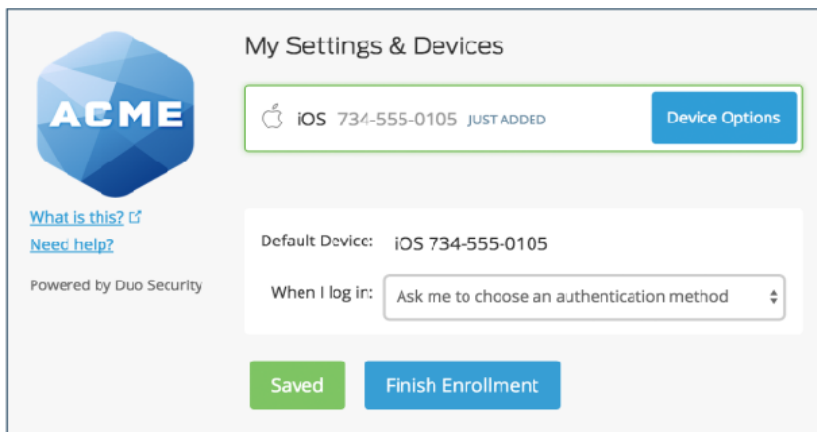 ACME
What is this?
Need help?
Powered by Duo Security
My Settings & Devices
iOS 734-555-0105 JUST ADDED
Device Options
Default Device: iOS 734-555-0105
When I log in: Ask me to choose an authentication method
Saved
Finish Enrollment